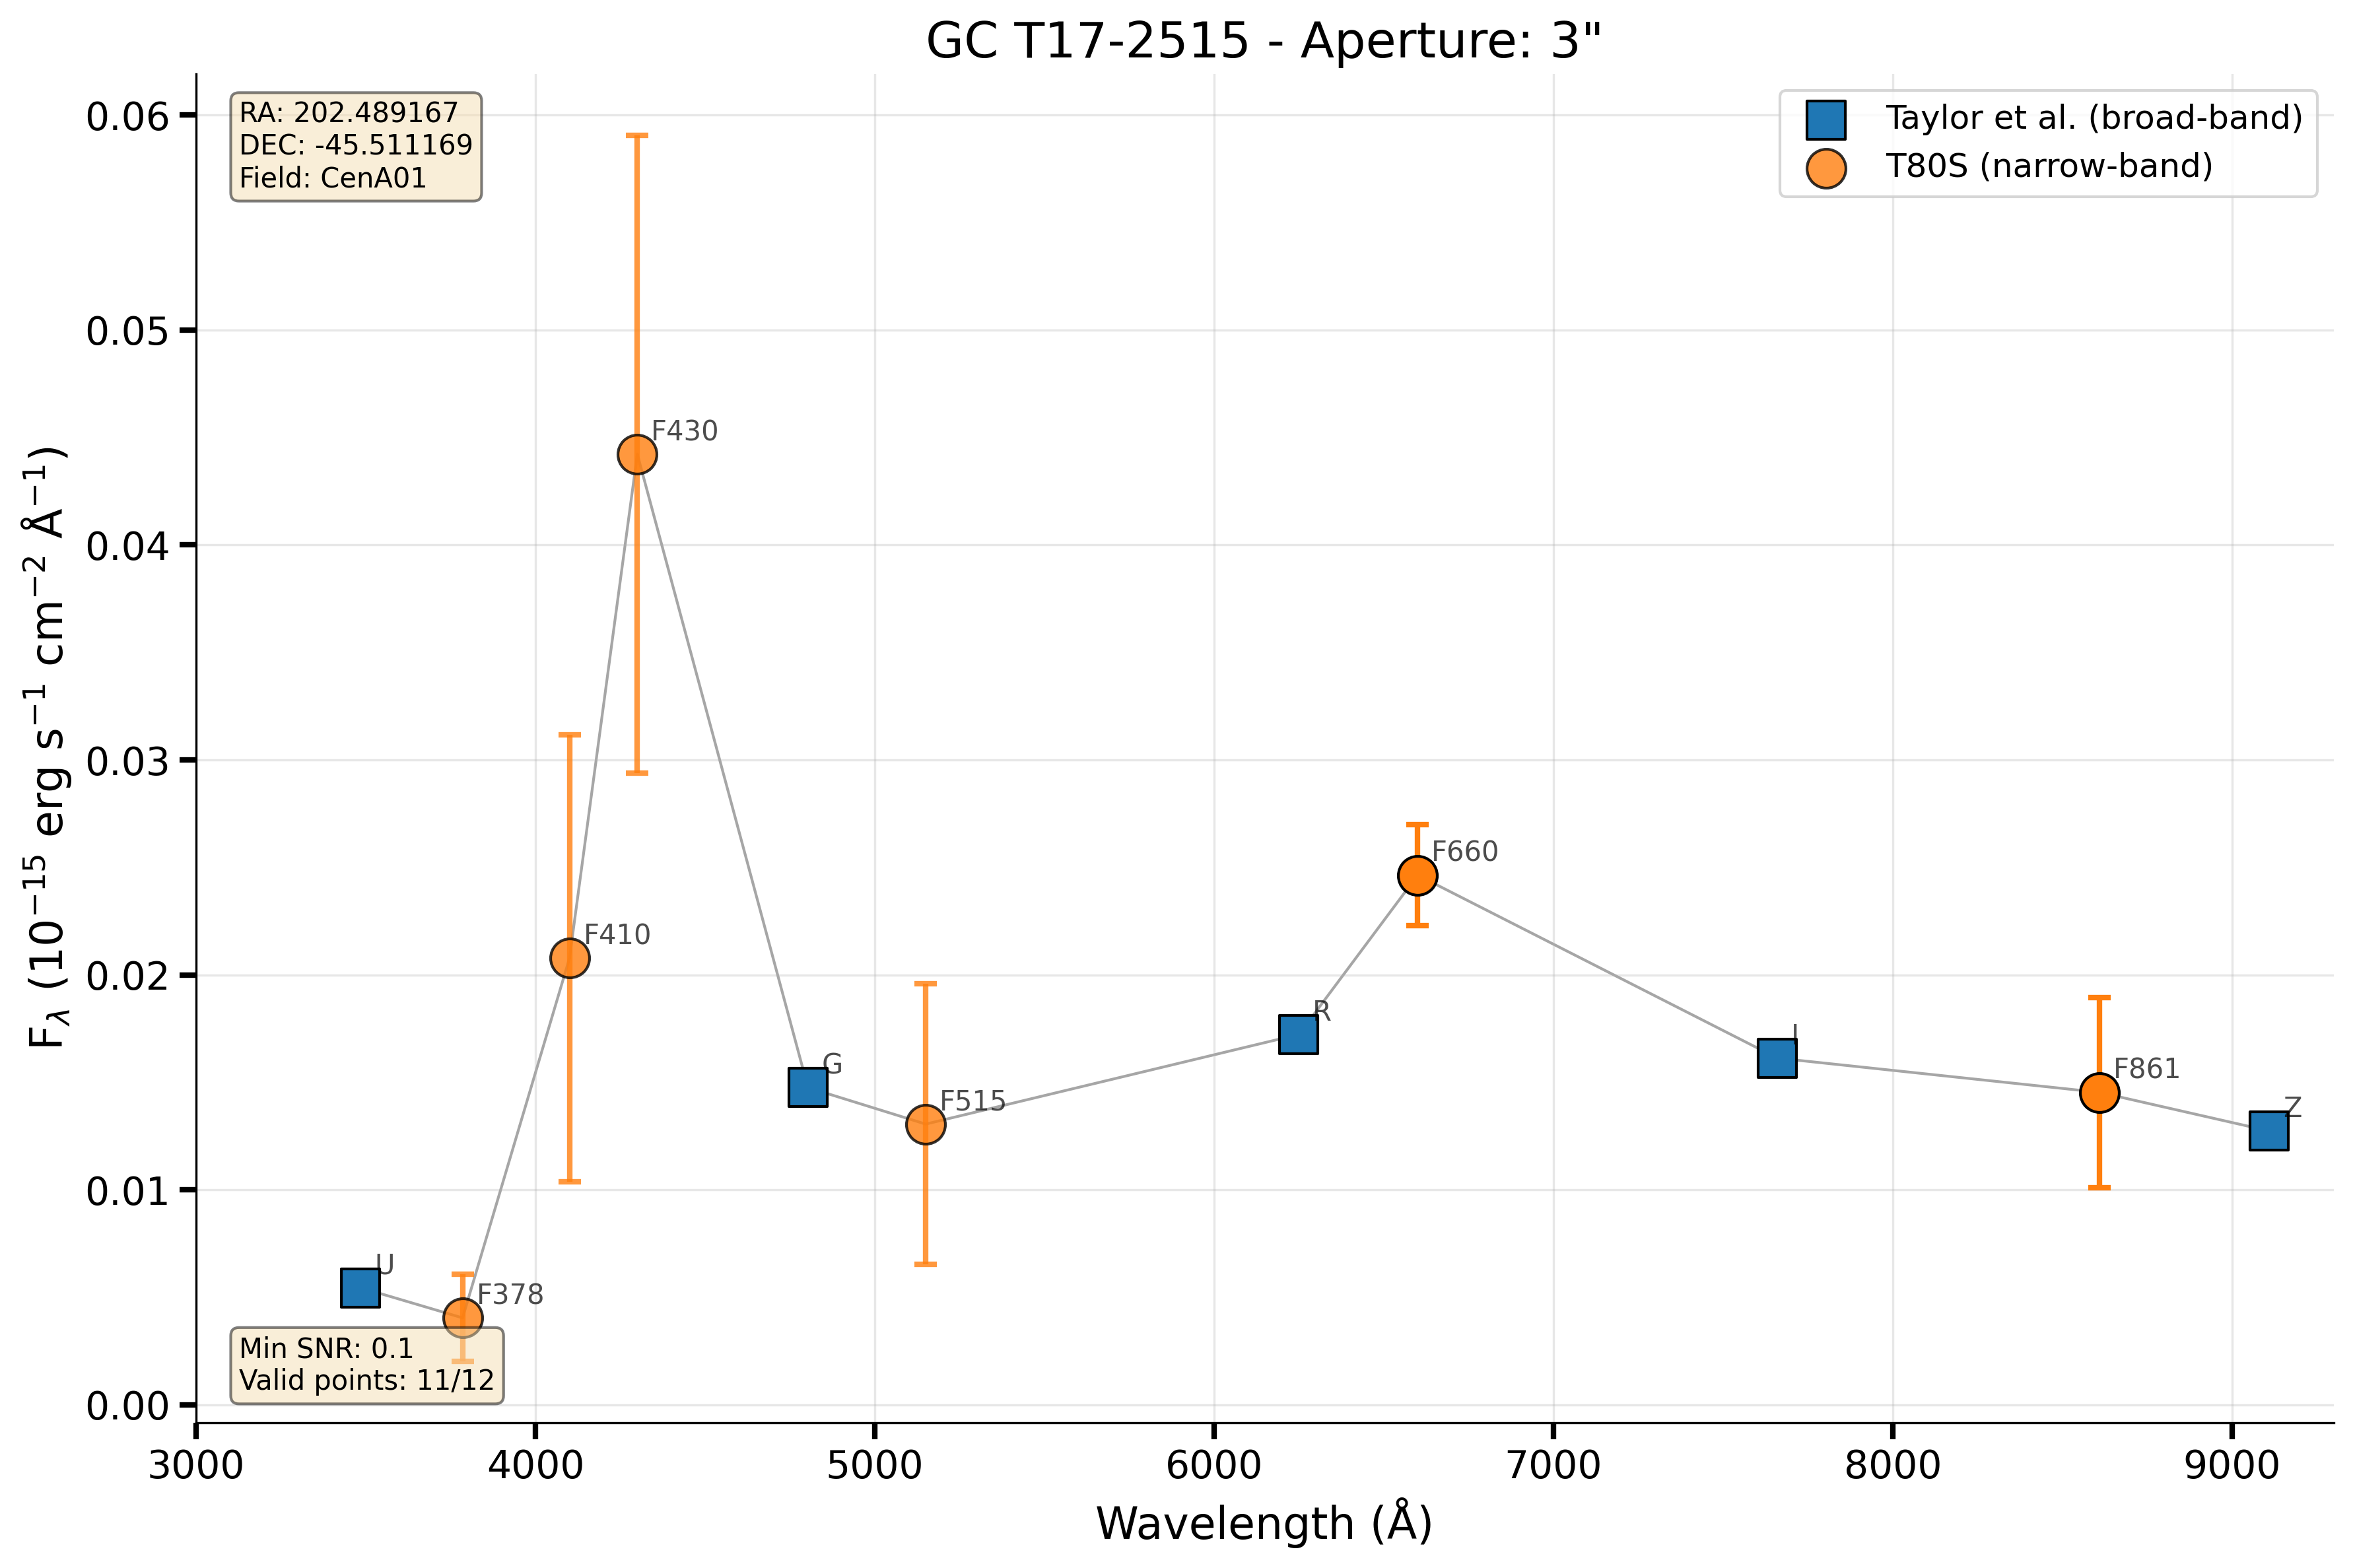 GC T17-2515 - Aperture: 3"
RA: 202.489167
DEC: -45.511169
Field: CenA01
Taylor et al. (broad-band)
T80S (narrow-band)
0.06
0.05
0.04
0.03
0.02
0.01
0.00
F_λ (10⁻¹⁵ erg s⁻¹ cm⁻² Å⁻¹)
U
F378
F410
F430
G
F515
R
F660
I
F861
Z
Min SNR: 0.1
Valid points: 11/12
3000 4000 5000 6000 7000 8000 9000
Wavelength (Å)